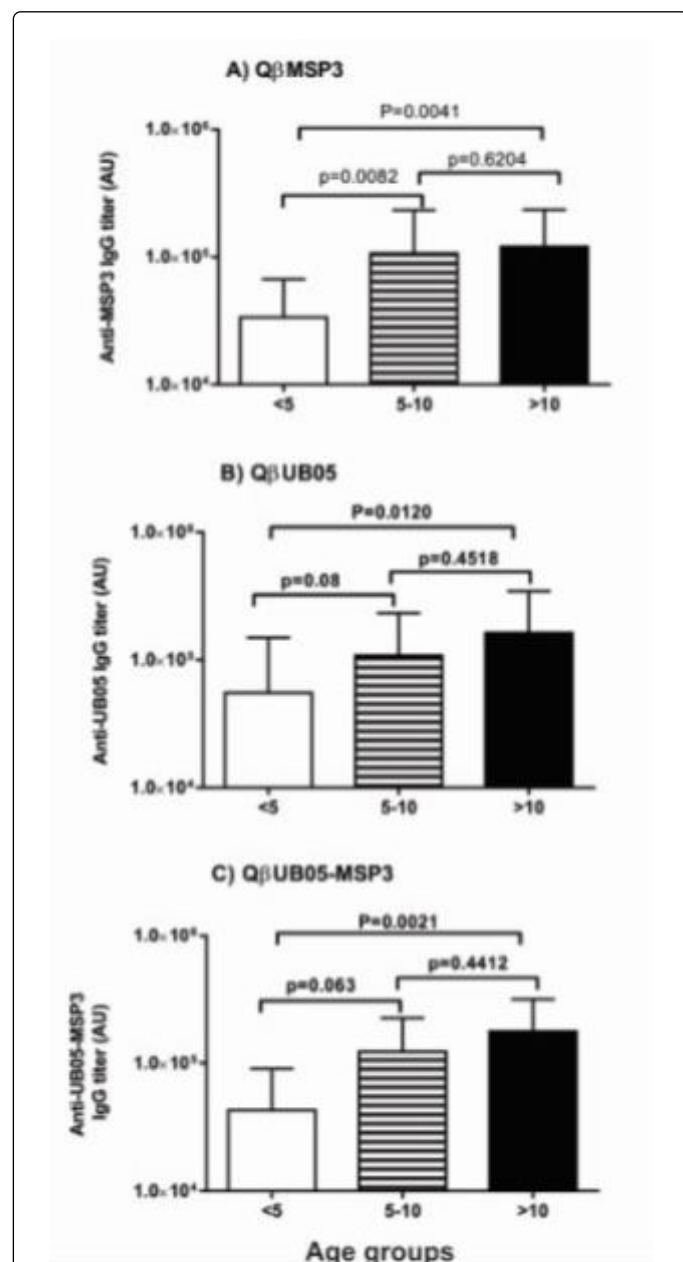 A) QβMSP3
P=0.0041
p=0.6204
p=0.0082
1.0×10⁶
1.0×10⁵
1.0×10⁴
Anti-MSP3 IgG titer (AU)
<5 5-10 >10
B) QβUB05
P=0.0120
p=0.4518
p=0.08
1.0×10⁶
1.0×10⁵
1.0×10⁴
Anti-UB05 IgG titer (AU)
<5 5-10 >10
C) QβUB05-MSP3
P=0.0021
p=0.4412
p=0.063
1.0×10⁶
1.0×10⁵
1.0×10⁴
Anti-UB05-MSP3
IgG titer (AU)
<5 5-10 >10
Age groups